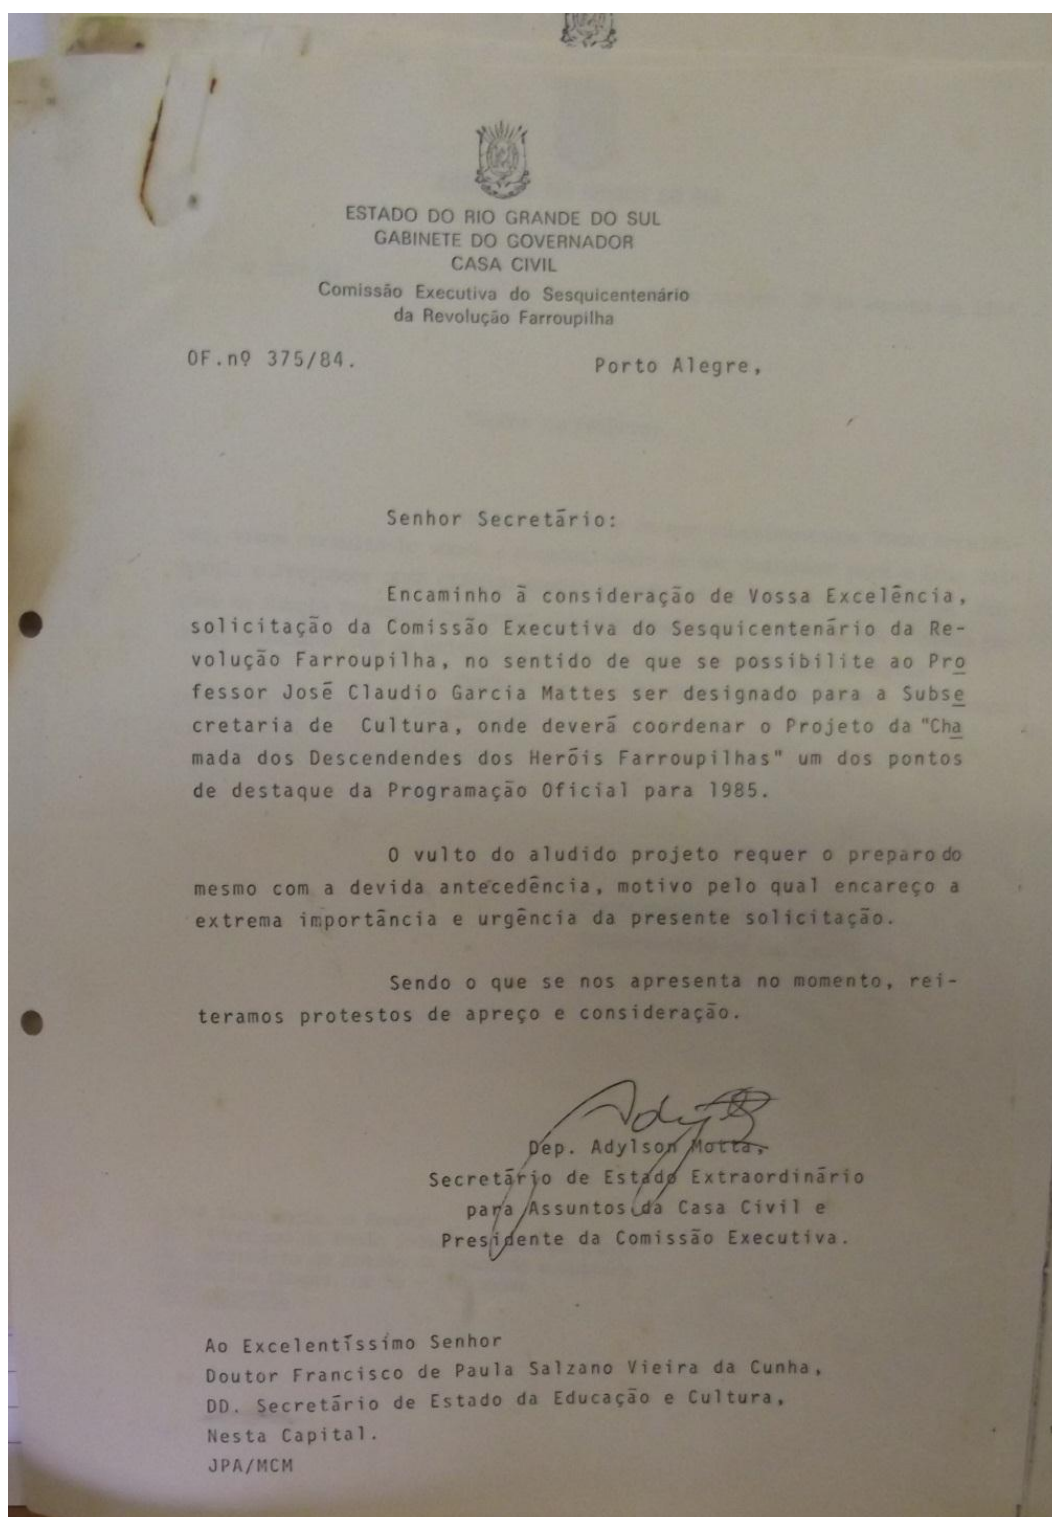 ESTADO DO RIO GRANDE DO SUL
GABINETE DO GOVERNADOR
CASA CIVIL
Comissão Executiva do Sesquicentenário
da Revolução Farroupilha
OF.nº 375/84.
Porto Alegre,
Senhor Secretário:
Encaminho à consideração de Vossa Excelência,
solicitação da Comissão Executiva do Sesquicentenário da Re-
volução Farroupilha, no sentido de que se possibilite ao Pro
fessor José Claudio Garcia Mattes ser designado para a Subse
cretaria de Cultura, onde deverá coordenar o Projeto da "Cha
mada dos Descendendes dos Heróis Farroupilhas" um dos pontos
de destaque da Programação Oficial para 1985.
O vulto do aludido projeto requer o preparo do
mesmo com a devida antecedência, motivo pelo qual encareço a
extrema importância e urgência da presente solicitação.
Sendo o que se nos apresenta no momento, rei-
teramos protestos de apreço e consideração.
Dep. Adylson Motta,
Secretário de Estado Extraordinário
para Assuntos da Casa Civil e
Presidente da Comissão Executiva.
Ao Excelentíssimo Senhor
Doutor Francisco de Paula Salzano Vieira da Cunha,
DD. Secretário de Estado da Educação e Cultura,
Nesta Capital.
JPA/MCM